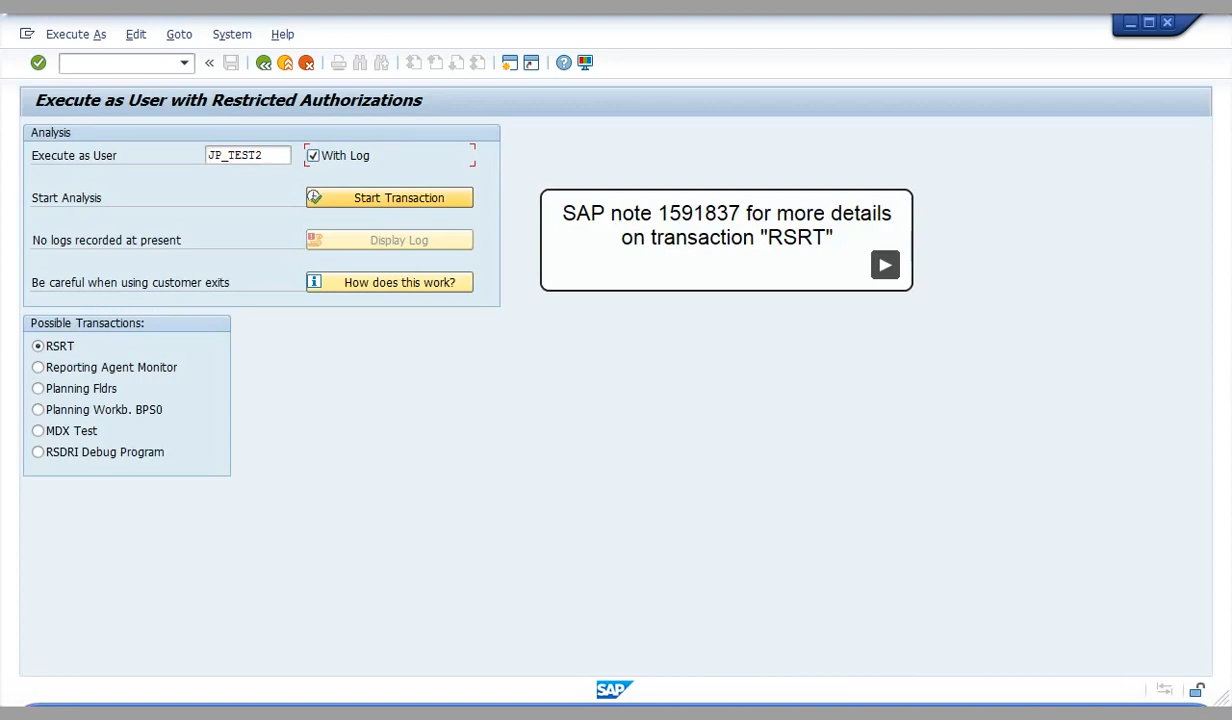 Execute As Edit Goto System Help
Execute as User with Restricted Authorizations
Analysis
Execute as User JP_TEST2 With Log
Start Analysis Start Transaction
No logs recorded at present Display Log
Be careful when using customer exits How does this work?
SAP note 1591837 for more details
on transaction "RSRT"
Possible Transactions:
RSRT
Reporting Agent Monitor
Planning Fldrs
Planning Workb. BPS0
MDX Test
RSDRI Debug Program
SAP